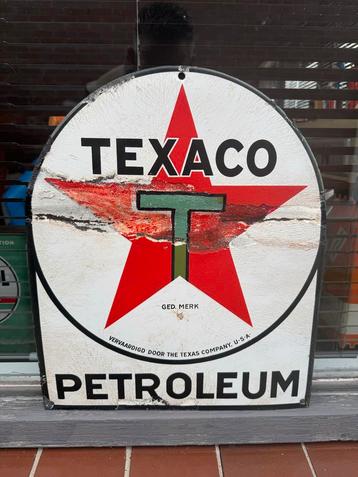 TEXACO
T
GED. MERK
VERVAARDIGD DOOR THE TEXAS COMPANY, U·S·A·
PETROLEUM